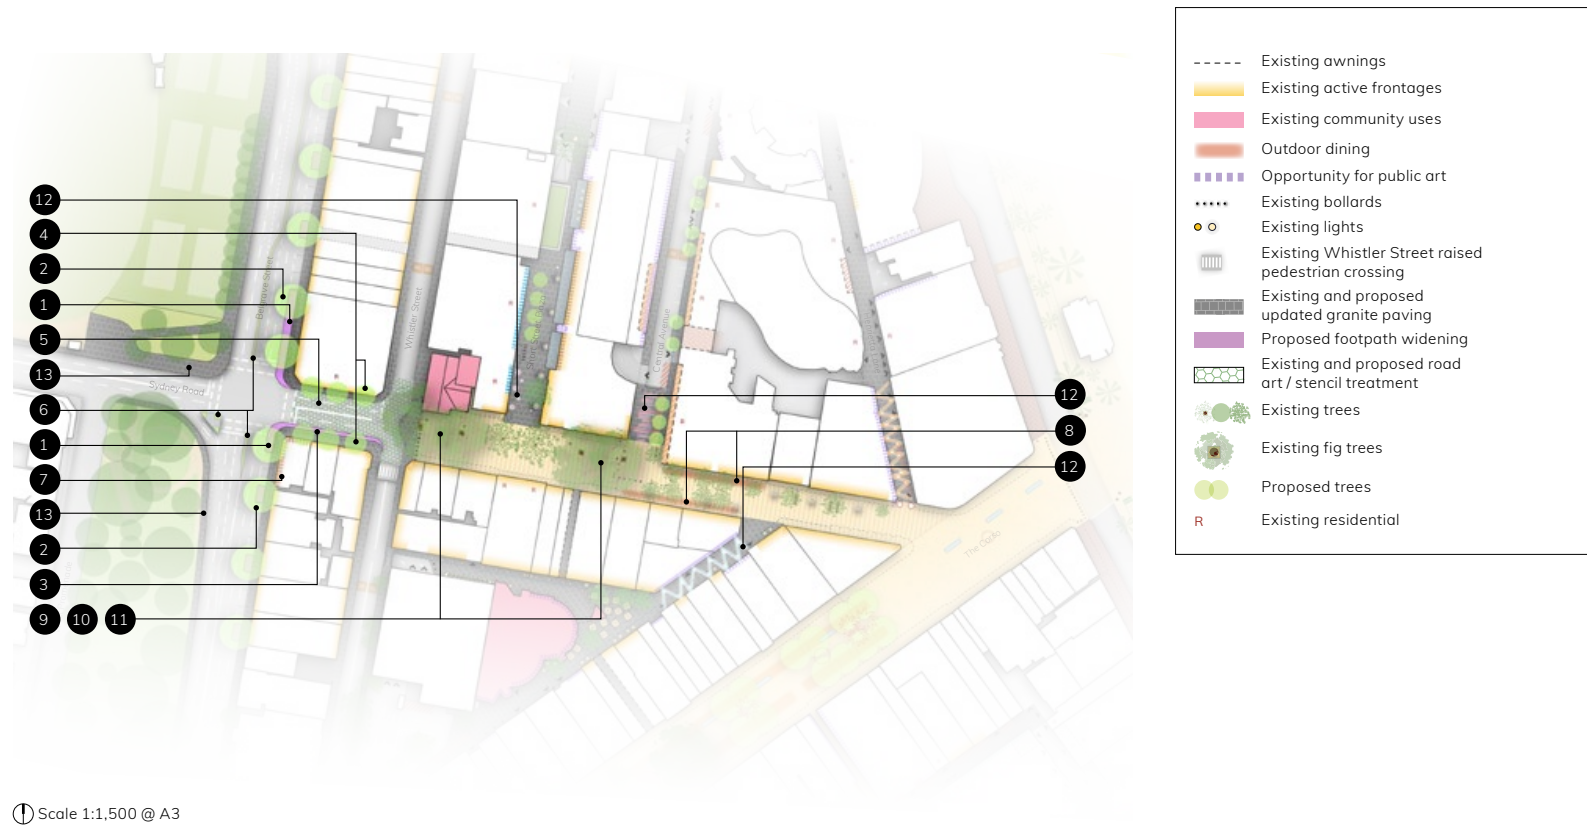 12
4
2
1
5
13
6
1
7
13
2
3
9 10 11
12
8
12
Belgrave Street
Whistler Street
Central Avenue
Sydney Road
The Corso
Scale 1:1,500 @ A3
Existing awnings
Existing active frontages
Existing community uses
Outdoor dining
Opportunity for public art
Existing bollards
Existing lights
Existing Whistler Street raised
pedestrian crossing
Existing and proposed
updated granite paving
Proposed footpath widening
Existing and proposed road
art / stencil treatment
Existing trees
Existing fig trees
Proposed trees
R Existing residential